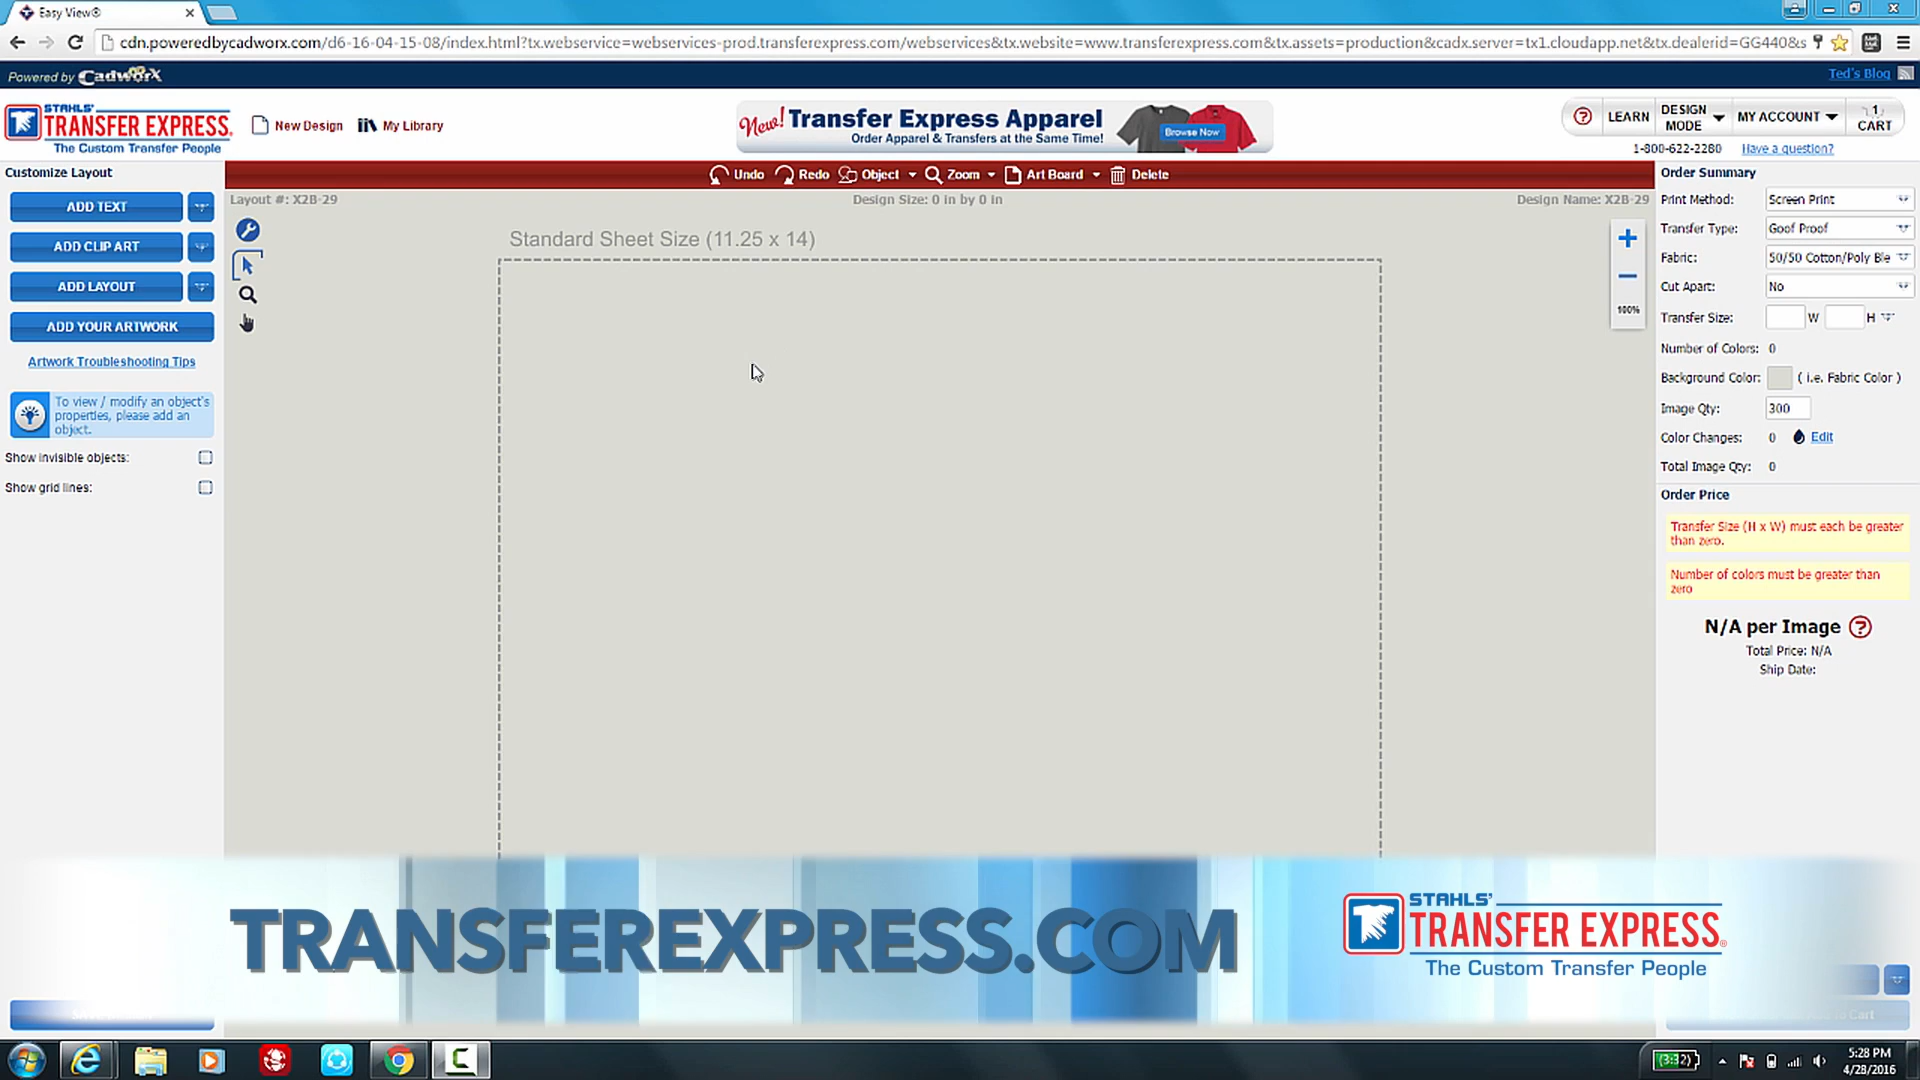 Easy View®
cdn.poweredbycadworx.com/d6-16-04-15-08/index.html?tx.webservice=webservices-prod.transferexpress.com/webservices&tx.website=www.transferexpress.com&tx.assets=production&cadx.server=tx1.cloudapp.net&tx.dealerid=GG440&s
Powered by CadworX
Ted's Blog
STAHLS'
TRANSFER EXPRESS®
The Custom Transfer People
New Design
My Library
New! Transfer Express Apparel
Order Apparel & Transfers at the Same Time!
Browse Now
LEARN
DESIGN
MODE
MY ACCOUNT
1
CART
1-800-622-2280
Have a question?
Customize Layout
ADD TEXT
ADD CLIP ART
ADD LAYOUT
ADD YOUR ARTWORK
Artwork Troubleshooting Tips
To view / modify an object's
properties, please add an
object.
Show invisible objects:
Show grid lines:
Undo
Redo
Object
Zoom
Art Board
Delete
Layout #: X2B-29
Design Size: 0 in by 0 in
Design Name: X2B-29
Standard Sheet Size (11.25 x 14)
100%
Order Summary
Print Method: Screen Print
Transfer Type: Goof Proof
Fabric: 50/50 Cotton/Poly Ble
Cut Apart: No
Transfer Size: W H
Number of Colors: 0
Background Color: ( i.e. Fabric Color )
Image Qty: 300
Color Changes: 0 Edit
Total Image Qty: 0
Order Price
Transfer Size (H x W) must each be greater
than zero.
Number of colors must be greater than
zero
N/A per Image
Total Price: N/A
Ship Date:
TRANSFEREXPRESS.COM
STAHLS'
TRANSFER EXPRESS®
The Custom Transfer People
Cart
(3:32)
5:28 PM
4/28/2016